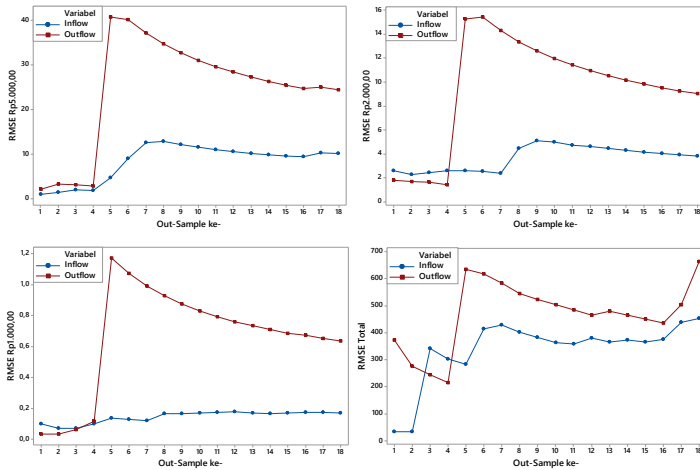 RMSE Rp5.000,00
40
30
20
10
0
Variabel
Inflow
Outflow
1 2 3 4 5 6 7 8 9 10 11 12 13 14 15 16 17 18
Out-Sample ke-
RMSE Rp2.000,00
16
14
12
10
8
6
4
2
0
Variabel
Inflow
Outflow
1 2 3 4 5 6 7 8 9 10 11 12 13 14 15 16 17 18
Out-Sample ke-
RMSE Rp1.000,00
1,2
1,0
0,8
0,6
0,4
0,2
0,0
Variabel
Inflow
Outflow
1 2 3 4 5 6 7 8 9 10 11 12 13 14 15 16 17 18
Out-Sample ke-
RMSE Total
700
600
500
400
300
200
100
0
Variabel
Inflow
Outflow
1 2 3 4 5 6 7 8 9 10 11 12 13 14 15 16 17 18
Out-Sample ke-